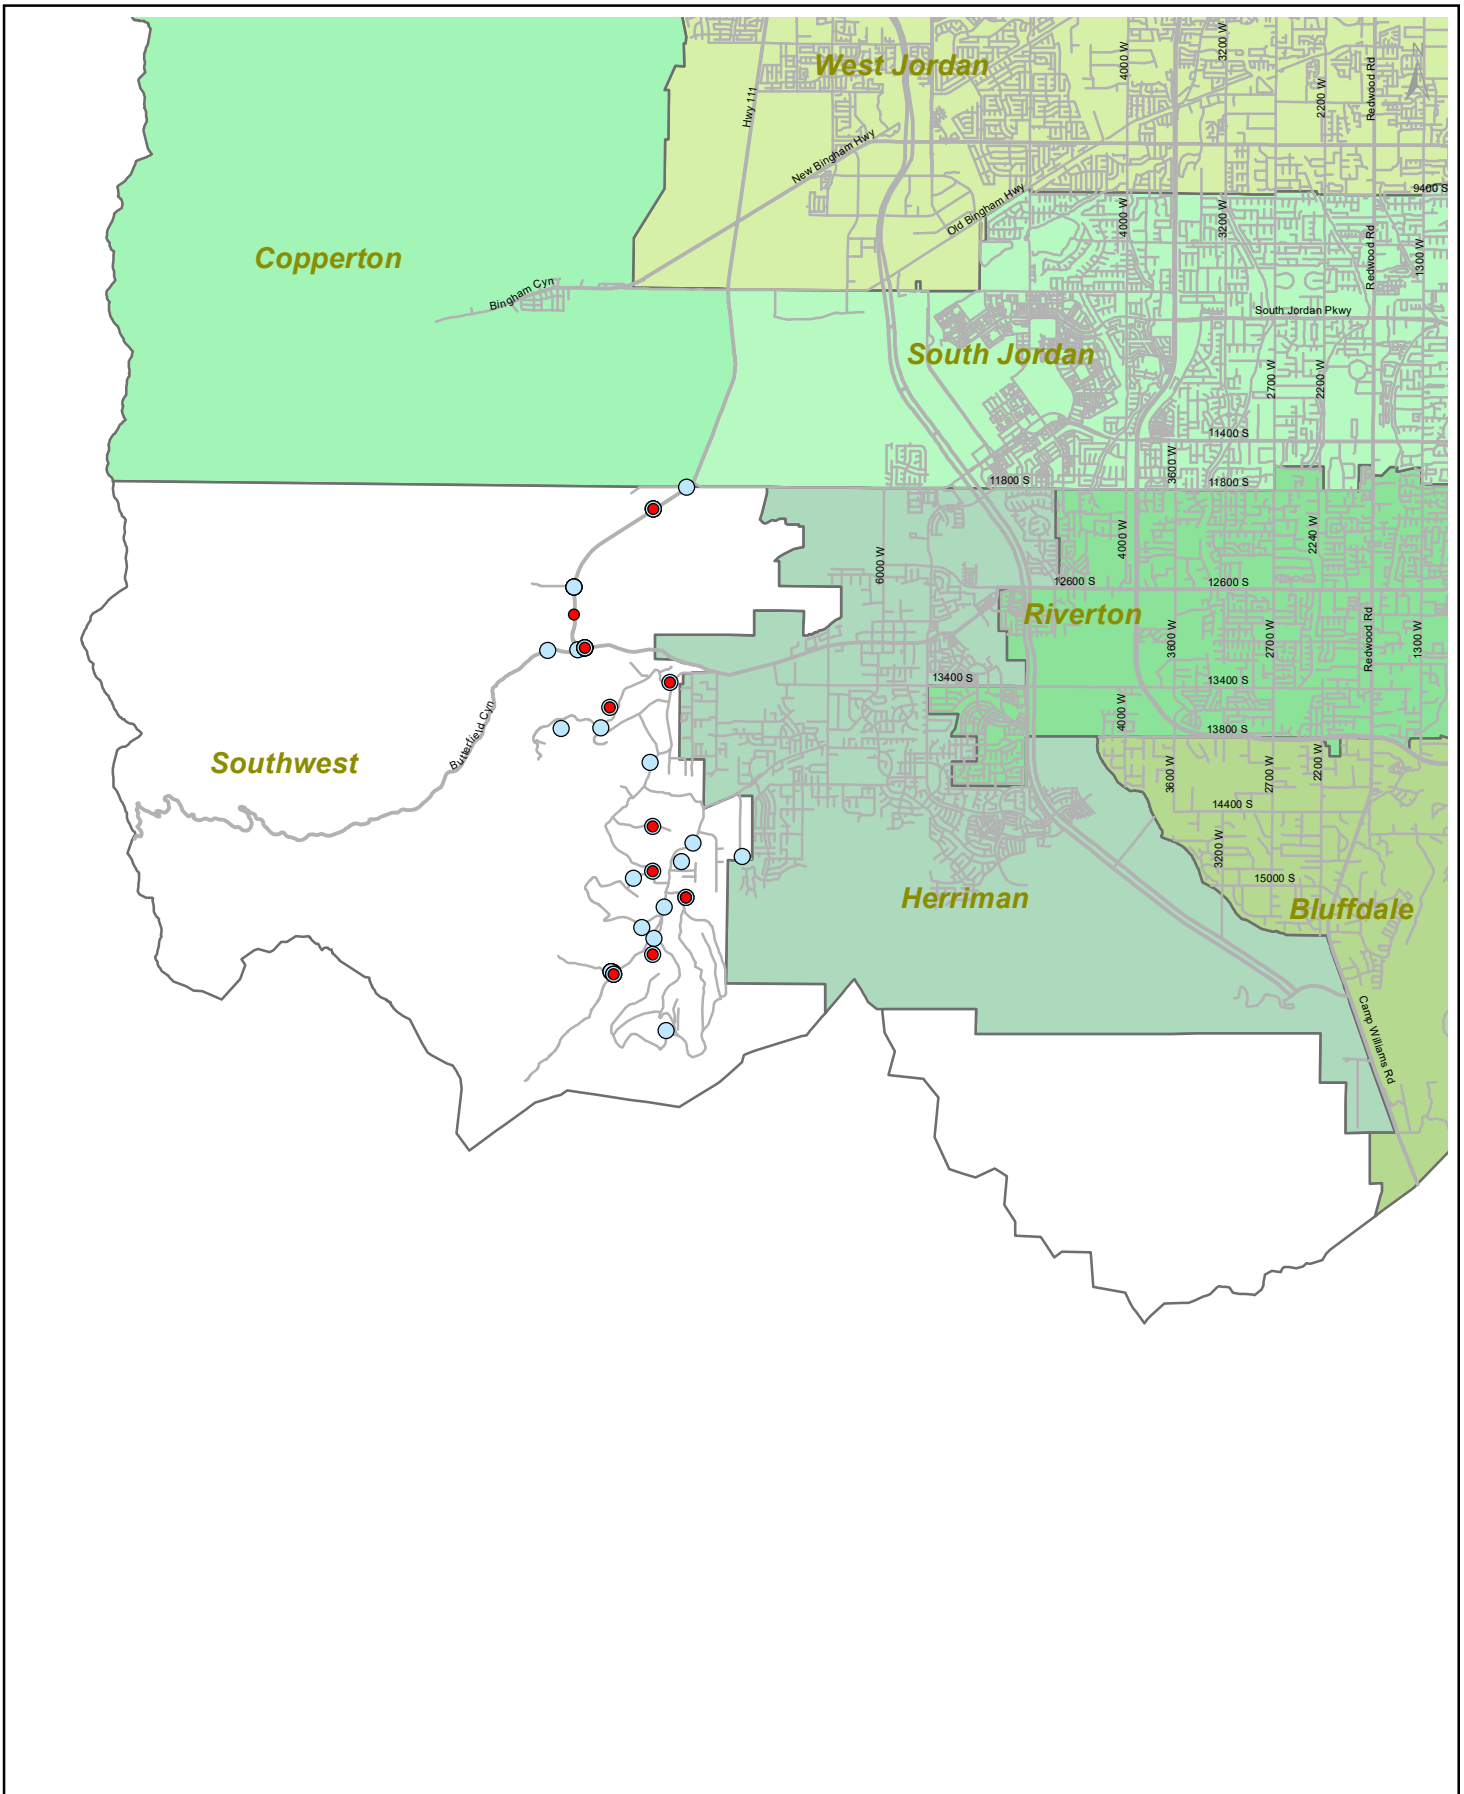 West Jordan
4000 W
3200 W
2200 W
Redwood Rd
N
Hwy 111
New Bingham Hwy
Old Bingham Hwy
9400 S
4000 W
3200 W
Redwood Rd
1300 W
Copperton
Bingham Cyn
South Jordan Pkwy
South Jordan
2700 W
2200 W
11400 S
3600 W
11800 S
11800 S
6000 W
4000 W
2240 W
12600 S
12600 S
Riverton
3600 W
2700 W
Redwood Rd
1300 W
13400 S
13400 S
4000 W
13800 S
Butterfield Cyn
Southwest
3600 W
2700 W
2200 W
14400 S
3200 W
15000 S
Herriman
Bluffdale
Camp Williams Rd